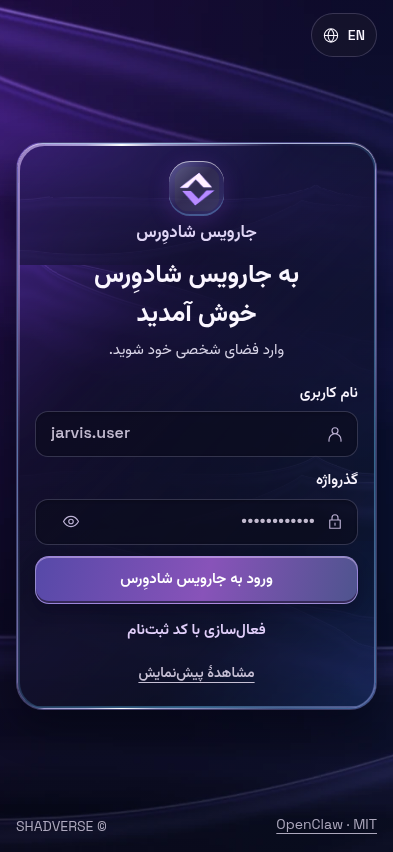 EN
جارویس شادوِرس
به جارویس شادوِرس
خوش آمدید
وارد فضای شخصی خود شوید.
نام کاربری
jarvis.user
گذرواژه
••••••••••••
ورود به جارویس شادوِرس
فعال‌سازی با کد ثبت‌نام
مشاهدهٔ پیش‌نمایش
OpenClaw · MIT
SHADVERSE ©